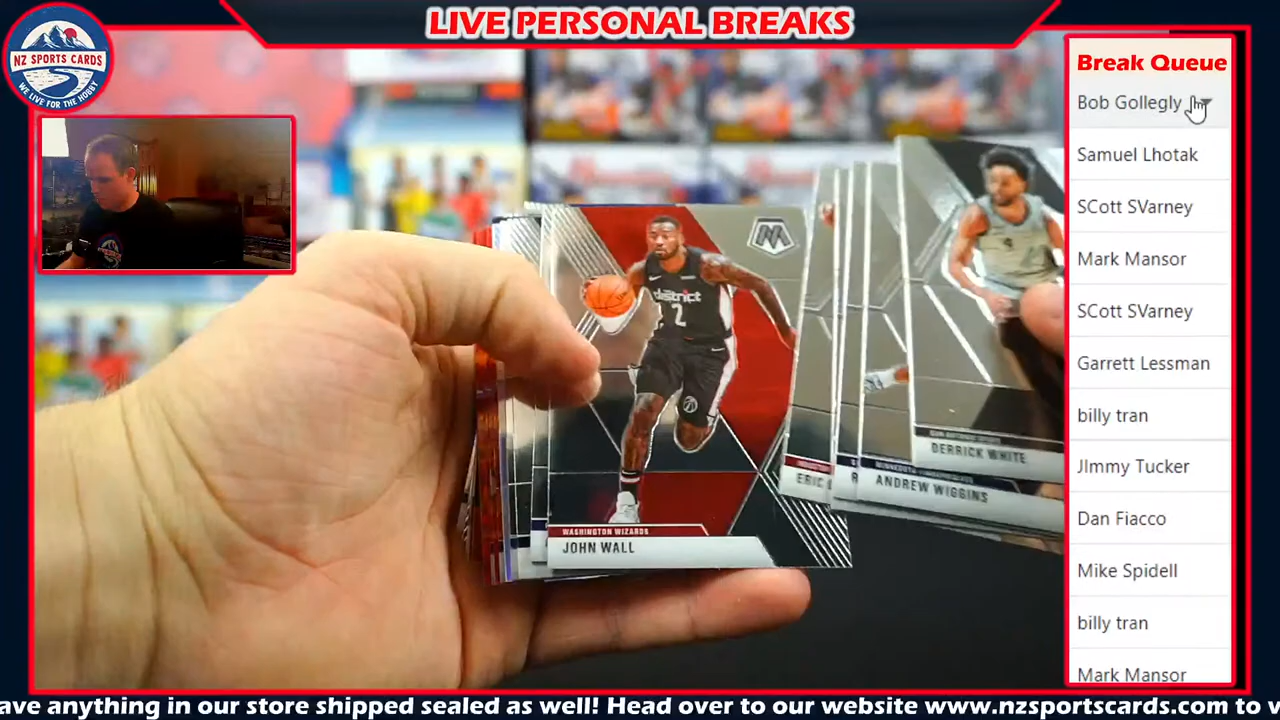 LIVE PERSONAL BREAKS
NZ SPORTS CARDS
WE LIVE FOR THE HOBBY
Break Queue
Bob Gollegly
Samuel Lhotak
SCott SVarney
Mark Mansor
SCott SVarney
Garrett Lessman
billy tran
JImmy Tucker
Dan Fiacco
Mike Spidell
billy tran
Mark Mansor
district
2
WASHINGTON WIZARDS
JOHN WALL
ERIC
ANDREW WIGGINS
DERRICK WHITE
ave anything in our store shipped sealed as well! Head over to our website www.nzsportscards.com to